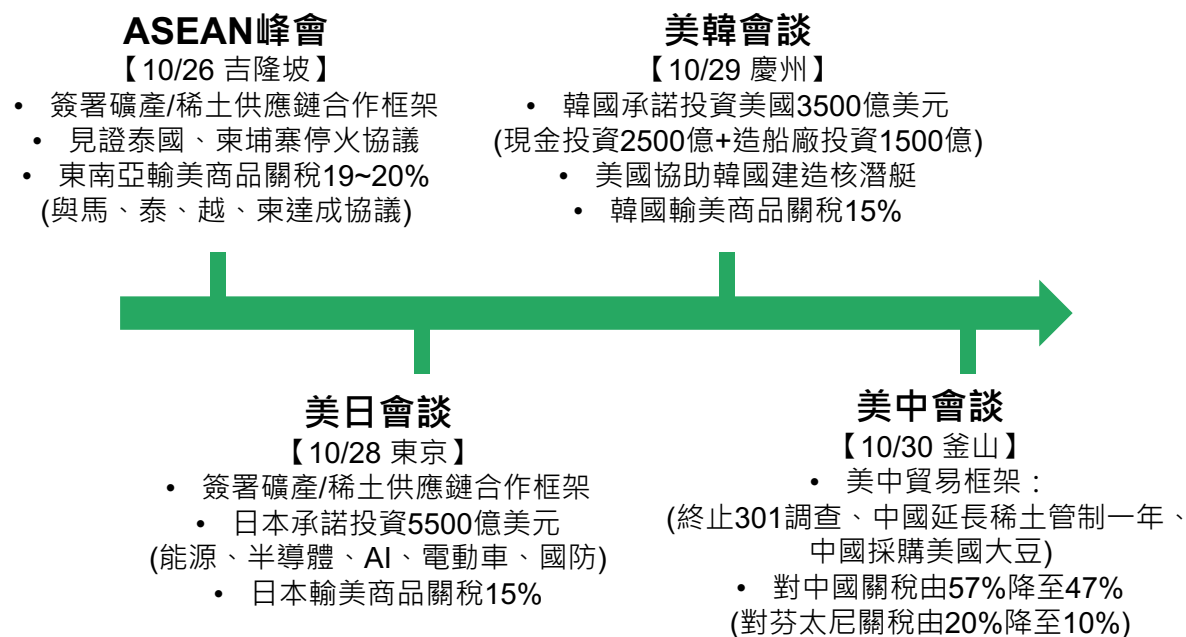 ASEAN峰會
【10/26 吉隆坡】
• 簽署礦產/稀土供應鏈合作框架
• 見證泰國、柬埔寨停火協議
• 東南亞輸美商品關稅19~20%
(與馬、泰、越、柬達成協議)
美韓會談
【10/29 慶州】
• 韓國承諾投資美國3500億美元
(現金投資2500億+造船廠投資1500億)
• 美國協助韓國建造核潛艇
• 韓國輸美商品關稅15%
美日會談
【10/28 東京】
• 簽署礦產/稀土供應鏈合作框架
• 日本承諾投資5500億美元
(能源、半導體、AI、電動車、國防)
• 日本輸美商品關稅15%
美中會談
【10/30 釜山】
• 美中貿易框架：
(終止301調查、中國延長稀土管制一年、
中國採購美國大豆)
• 對中國關稅由57%降至47%
(對芬太尼關稅由20%降至10%)